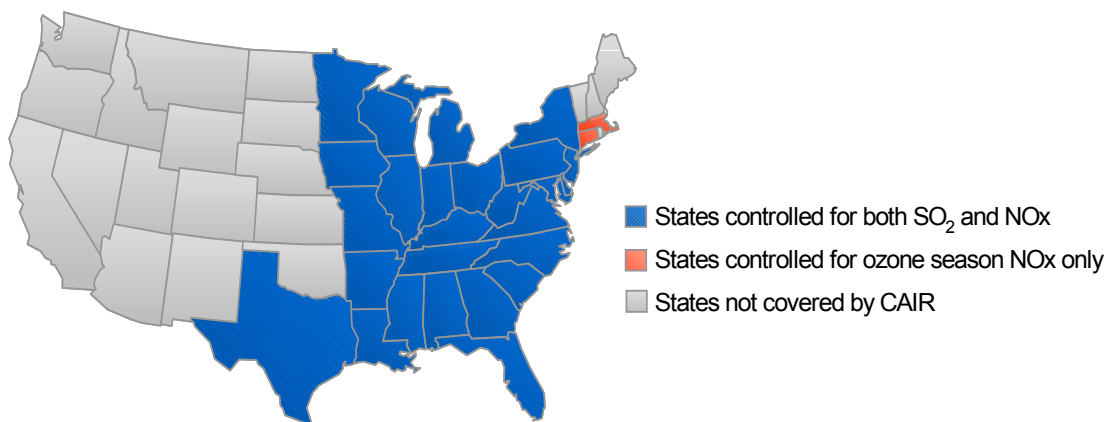 States controlled for both SO₂ and NOx
States controlled for ozone season NOx only
States not covered by CAIR